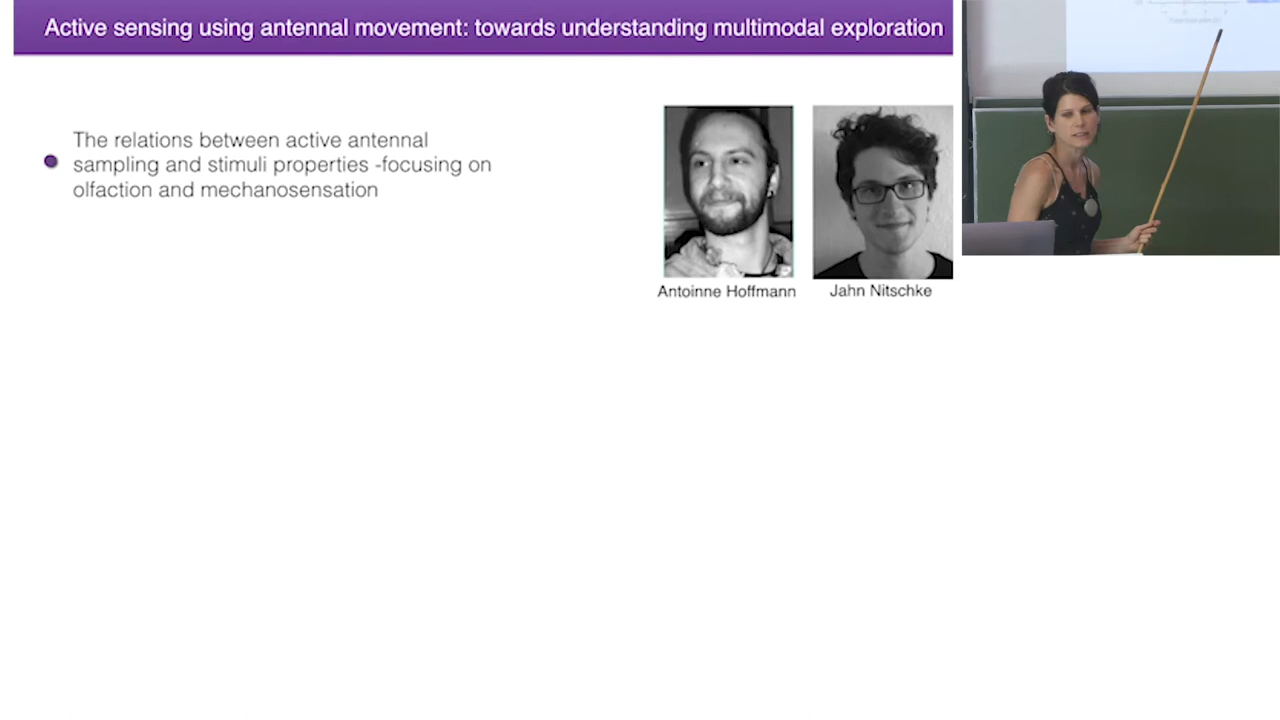 Active sensing using antennal movement: towards understanding multimodal exploration
The relations between active antennal
sampling and stimuli properties -focusing on
olfaction and mechanosensation
Antoinne Hoffmann
Jahn Nitschke